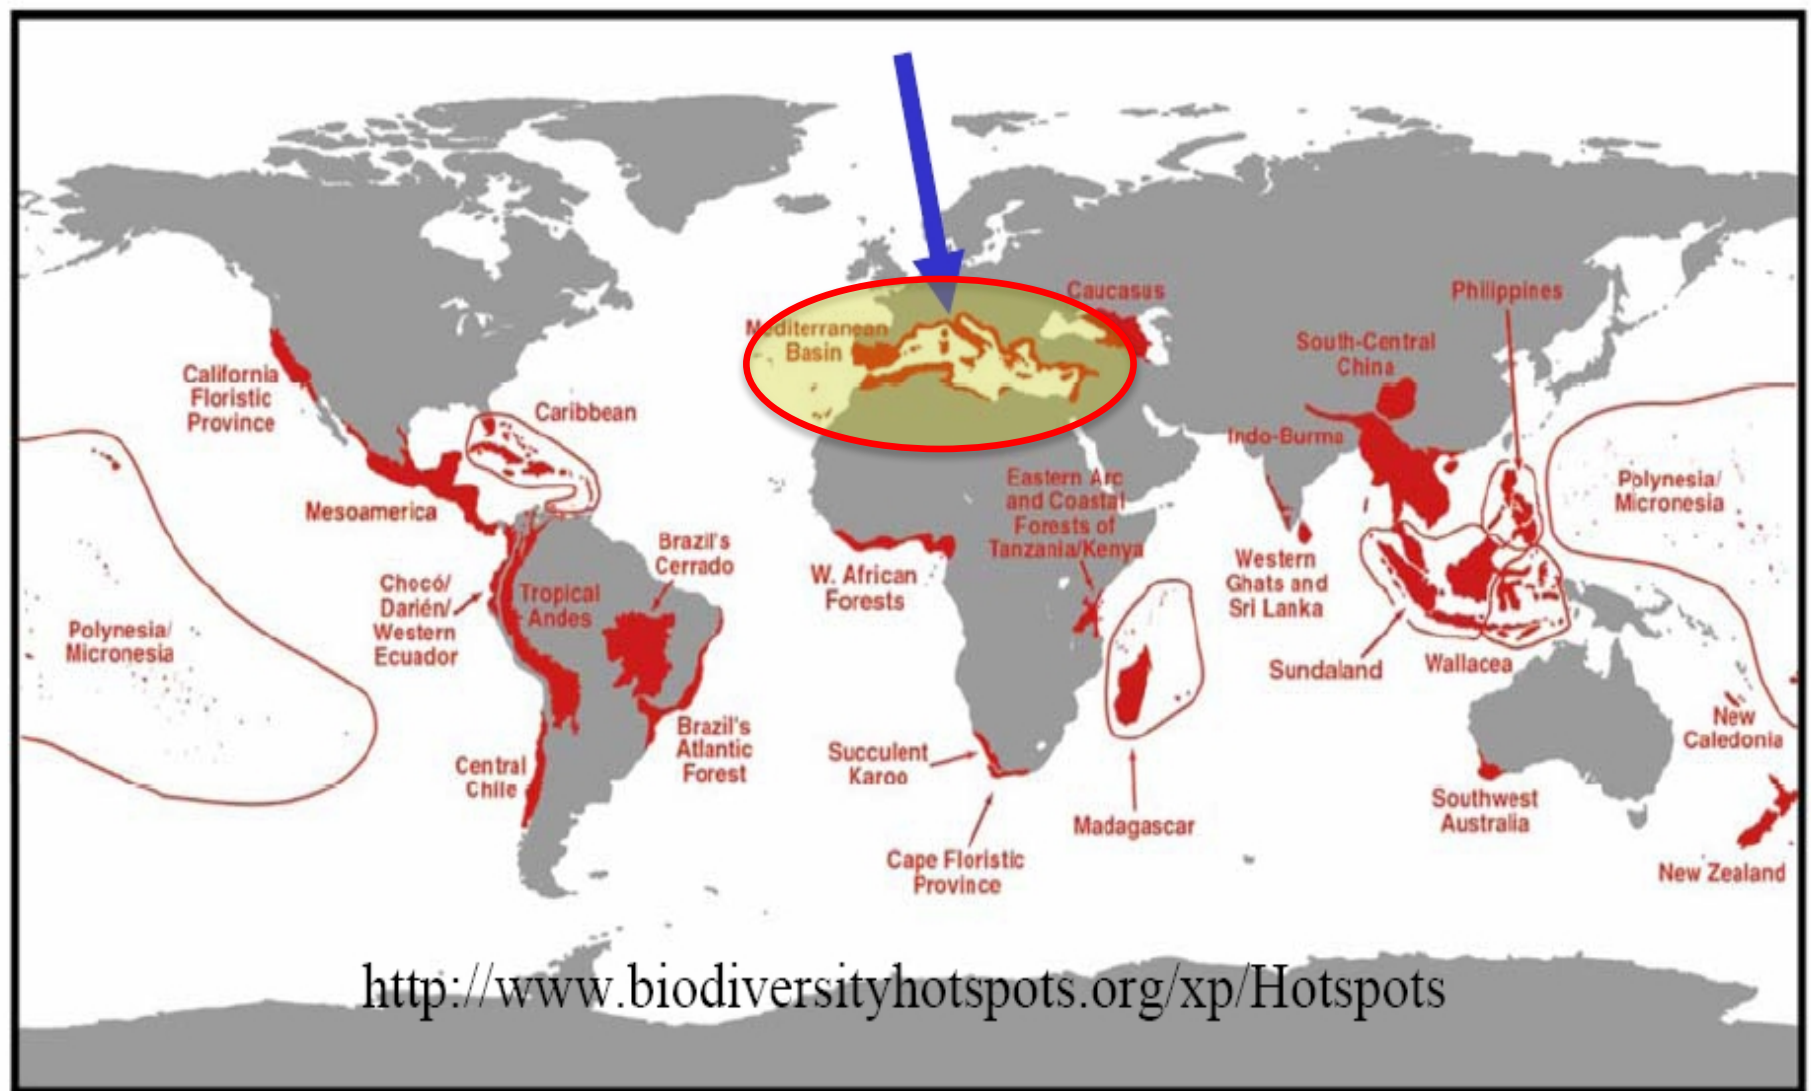 Caucasus
Philippines
Mediterranean
Basin
South-Central
China
California
Floristic
Province
Caribbean
Indo-Burma
Eastern Arc
and Coastal
Forests of
Tanzania/Kenya
Polynesia/
Micronesia
Mesoamerica
Brazil's
Cerrado
Chocó/
Darién/
Western
Ecuador
Tropical
Andes
W. African
Forests
Western
Ghats and
Sri Lanka
Polynesia/
Micronesia
Sundaland
Wallacea
New
Caledonia
Brazil's
Atlantic
Forest
Central
Chile
Succulent
Karoo
Madagascar
Southwest
Australia
Cape Floristic
Province
New Zealand
http://www.biodiversityhotspots.org/xp/Hotspots